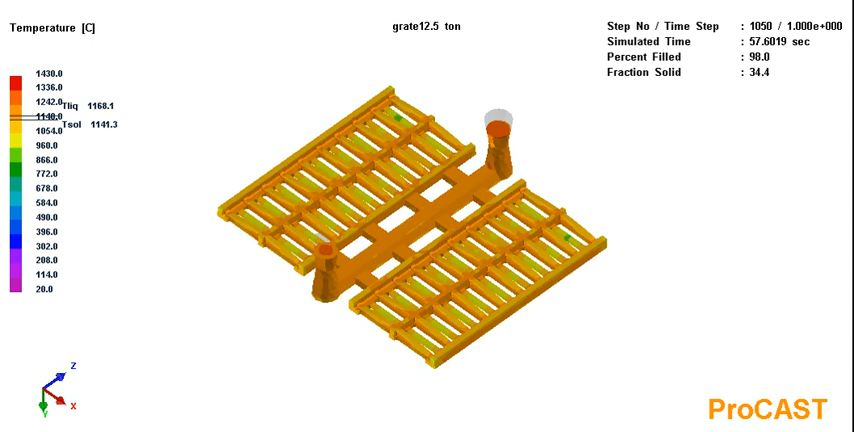 Temperature [C]
grate12.5 ton
Step No / Time Step : 1050 / 1.000e+000
Simulated Time : 57.6019 sec
Percent Filled : 98.0
Fraction Solid : 34.4
1430.0
1336.0
1242.0
Tliq 1168.1
1148.0
Tsol 1141.3
1054.0
960.0
866.0
772.0
678.0
584.0
490.0
396.0
302.0
208.0
114.0
20.0
Z
X
Y
ProCAST